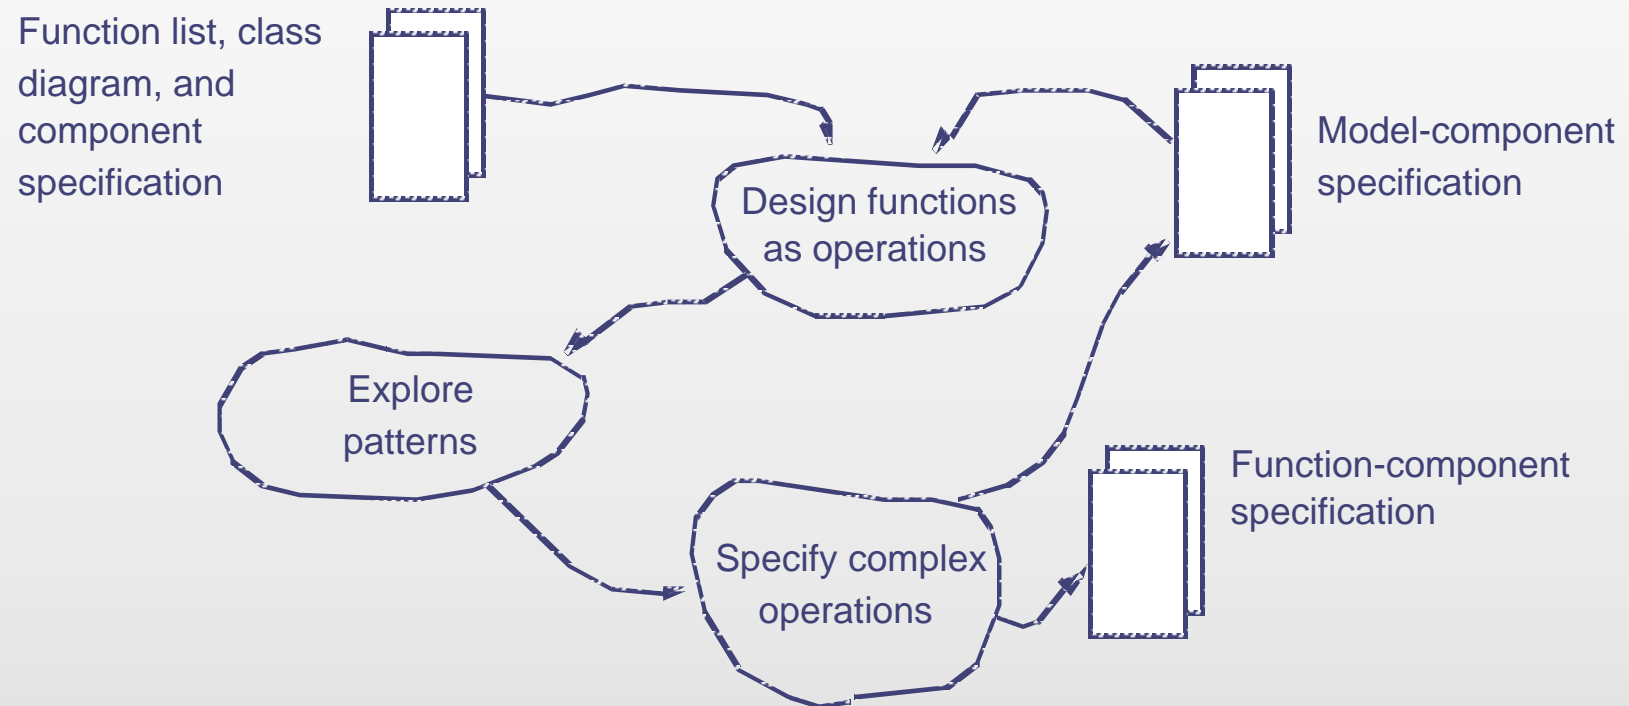 Function list, class
diagram, and
component
specification
Model-component
specification
Design functions
as operations
Explore
patterns
Function-component
specification
Specify complex
operations